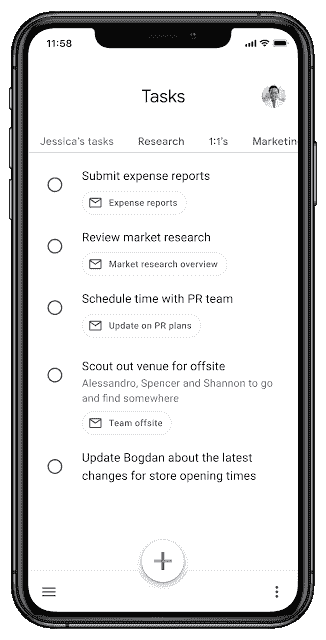 11:58
Tasks
Jessica's tasks Research 1:1's Marketin
Submit expense reports
Expense reports
Review market research
Market research overview
Schedule time with PR team
Update on PR plans
Scout out venue for offsite
Alessandro, Spencer and Shannon to go
and find somewhere
Team offsite
Update Bogdan about the latest
changes for store opening times